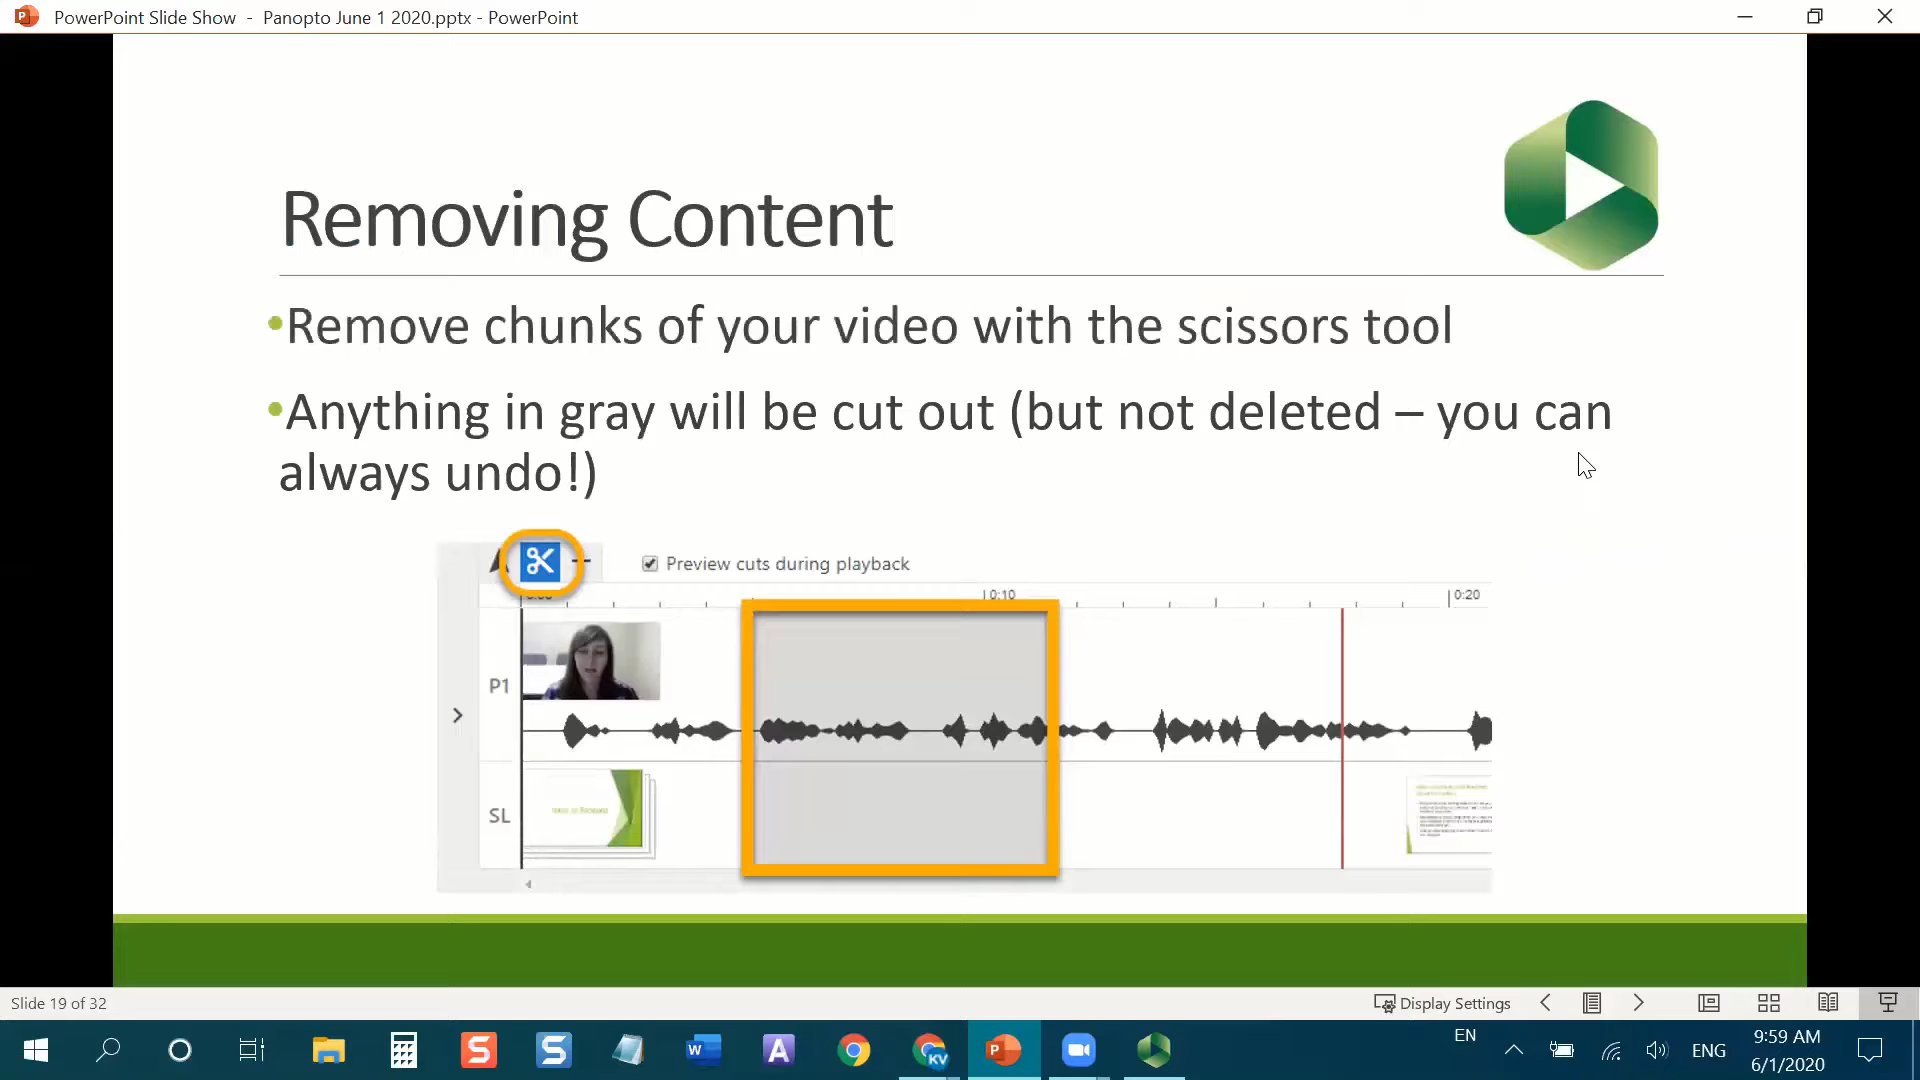 PowerPoint Slide Show - Panopto June 1 2020.pptx - PowerPoint
Removing Content
•Remove chunks of your video with the scissors tool
•Anything in gray will be cut out (but not deleted – you can
always undo!)
Preview cuts during playback
0:10
0:20
P1
SL
Slide 19 of 32
Display Settings
EN
KV
ENG
9:59 AM
6/1/2020